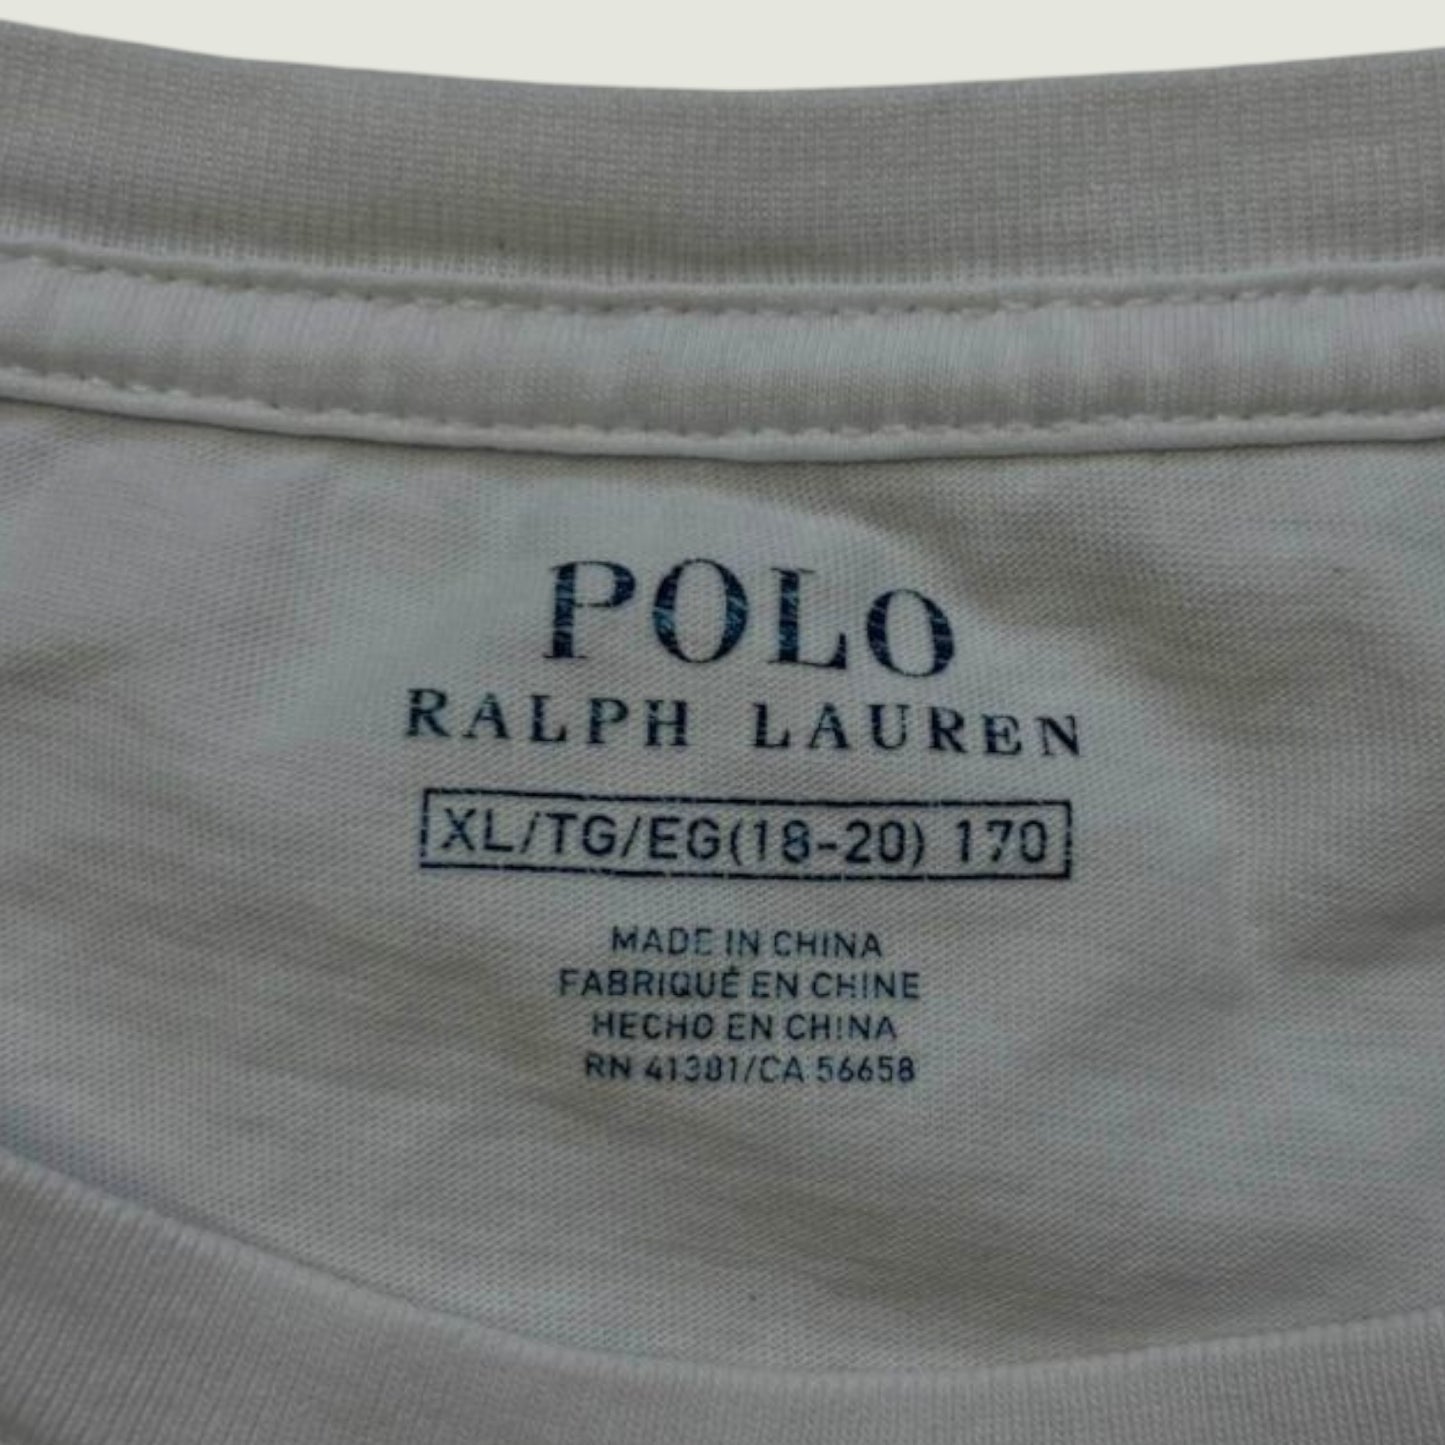 POLO
RALPH LAUREN
XL/TG/EG(18-20) 170
MADE IN CHINA
FABRIQUÉ EN CHINE
HECHO EN CHINA
RN 41381/CA 56658